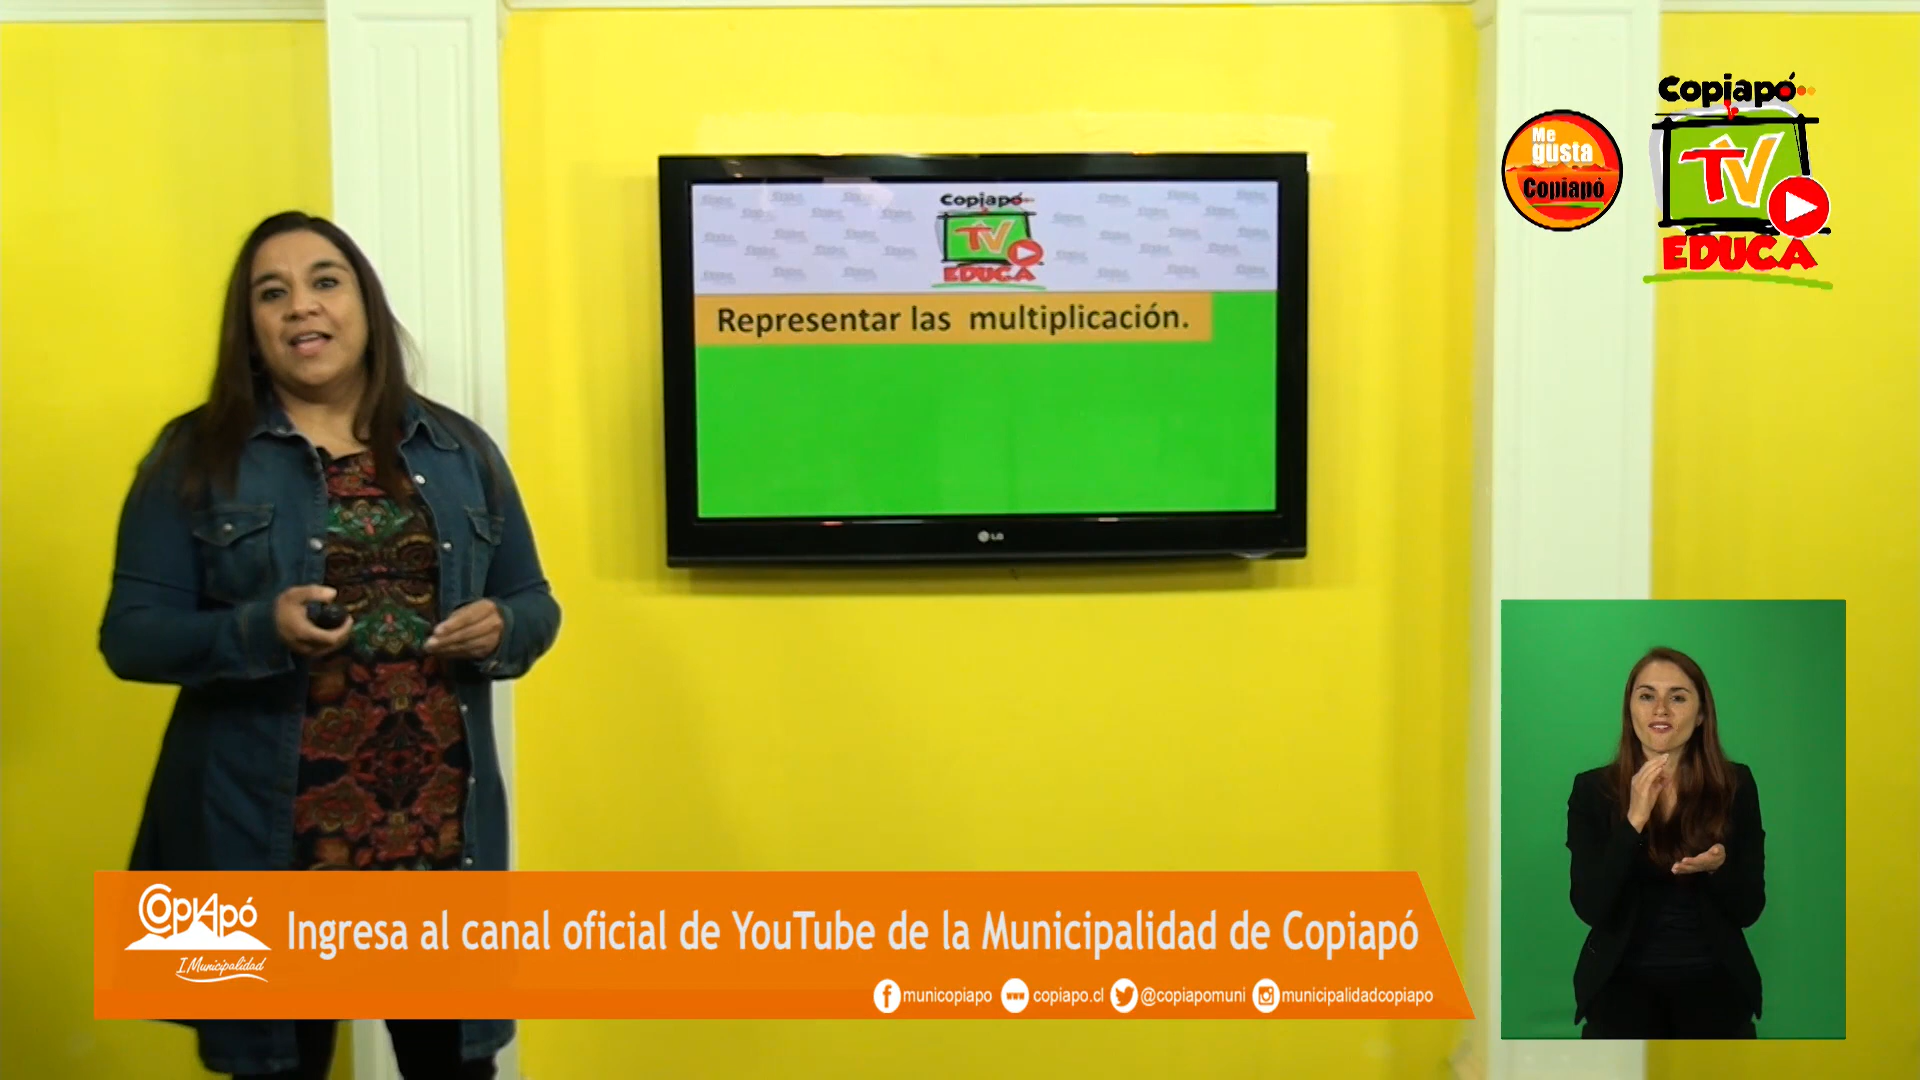 Copiapó
TV
EDUCA
Me
gusta
Copiapó
Copiapó
TV
EDUCA
Representar las multiplicación.
LG
COPIAPÓ
I. Municipalidad
Ingresa al canal oficial de YouTube de la Municipalidad de Copiapó
municopiapo www copiapo.cl @copiapomuni municipalidadcopiapo